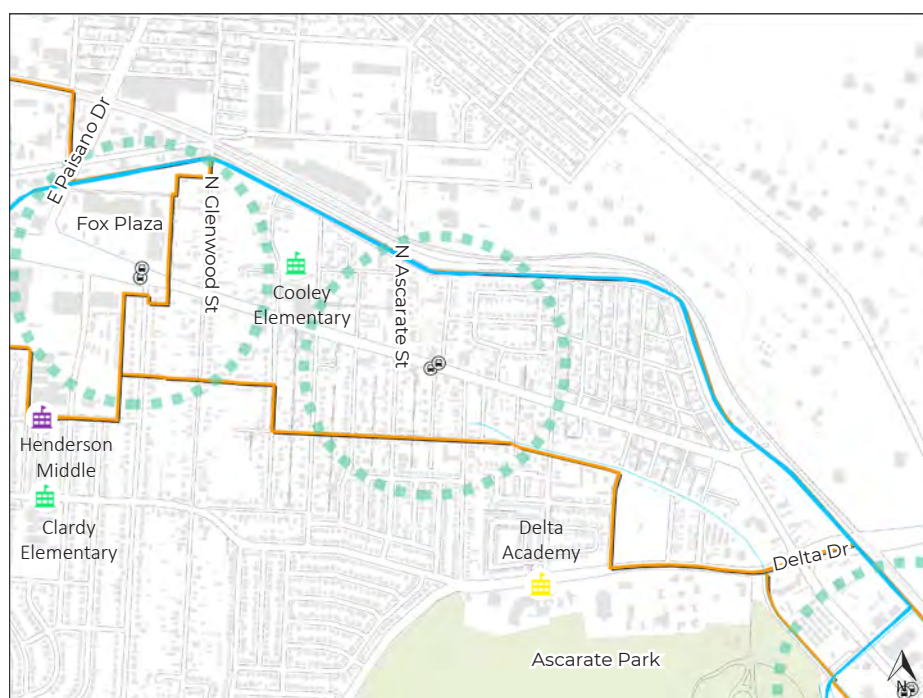 E Paisano Dr
Fox Plaza
N Glenwood St
Cooley
Elementary
N Ascarate St
Henderson
Middle
Clardy
Elementary
Delta
Academy
Delta Dr
Ascarate Park
N